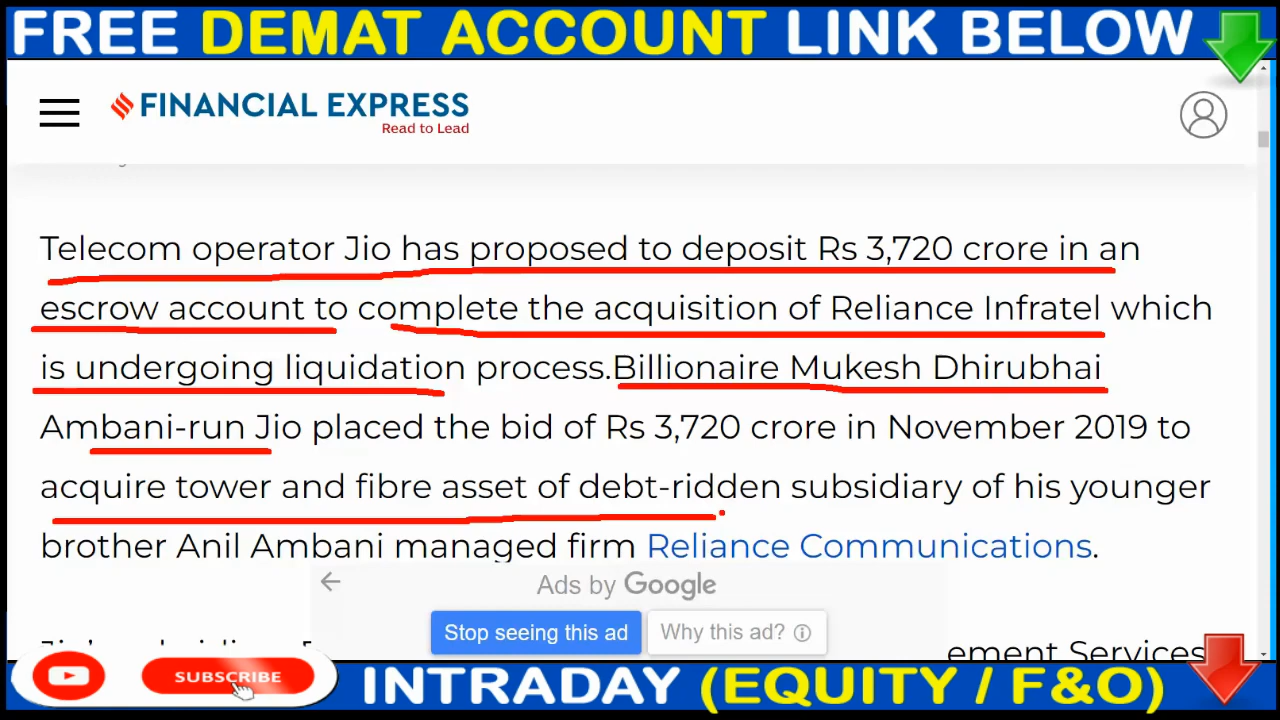 FREE DEMAT ACCOUNT LINK BELOW
FINANCIAL EXPRESS
Read to Lead
Telecom operator Jio has proposed to deposit Rs 3,720 crore in an
escrow account to complete the acquisition of Reliance Infratel which
is undergoing liquidation process.Billionaire Mukesh Dhirubhai
Ambani-run Jio placed the bid of Rs 3,720 crore in November 2019 to
acquire tower and fibre asset of debt-ridden subsidiary of his younger
brother Anil Ambani managed firm Reliance Communications.
Ads by Google
Stop seeing this ad
Why this ad?
ement Services
SUBSCRIBE
INTRADAY (EQUITY / F&O)